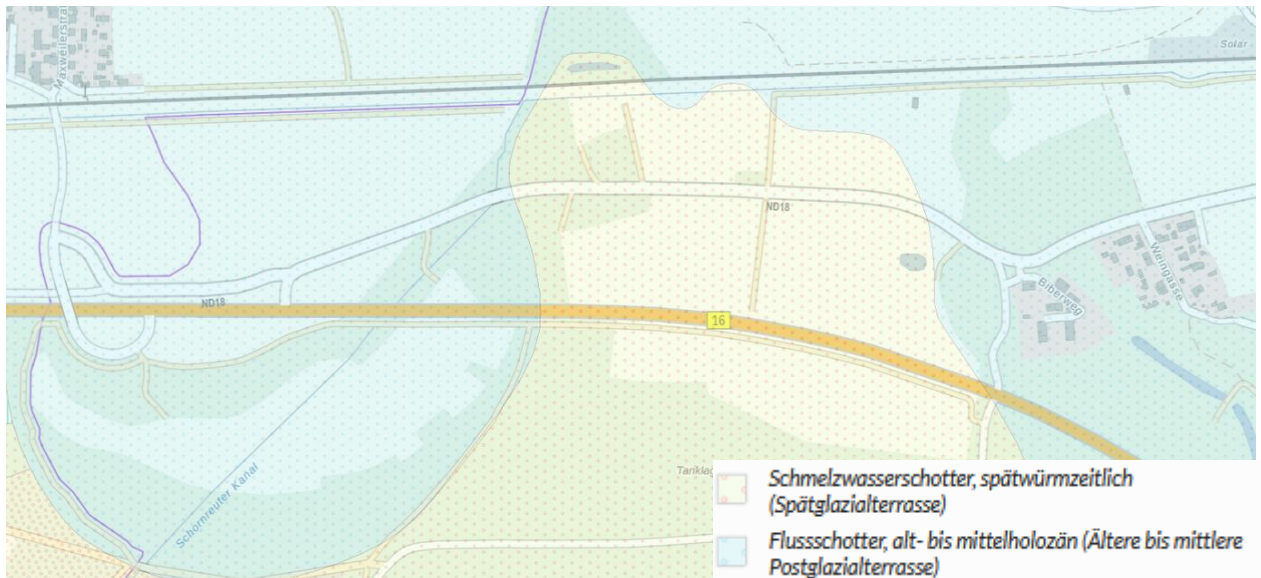 Maxweilerstra
Solar
ND18
ND18
16
Biberweg
Weingasse
Schornreuter Kanal
Schmelzwasserschotter, spätwürmzeitlich
(Spätglazialterrasse)
Flussschotter, alt- bis mittelholozän (Ältere bis mittlere
Postglazialterrasse)